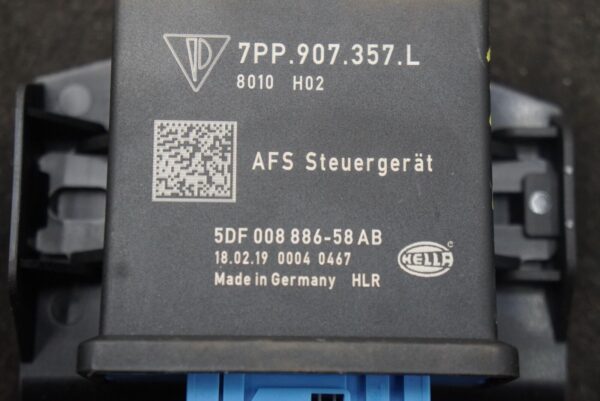 7PP.907.357.L
8010 H02
AFS Steuergerät
5DF 008 886-58 AB
18.02.19 0004 0467
HELLA
Made in Germany HLR